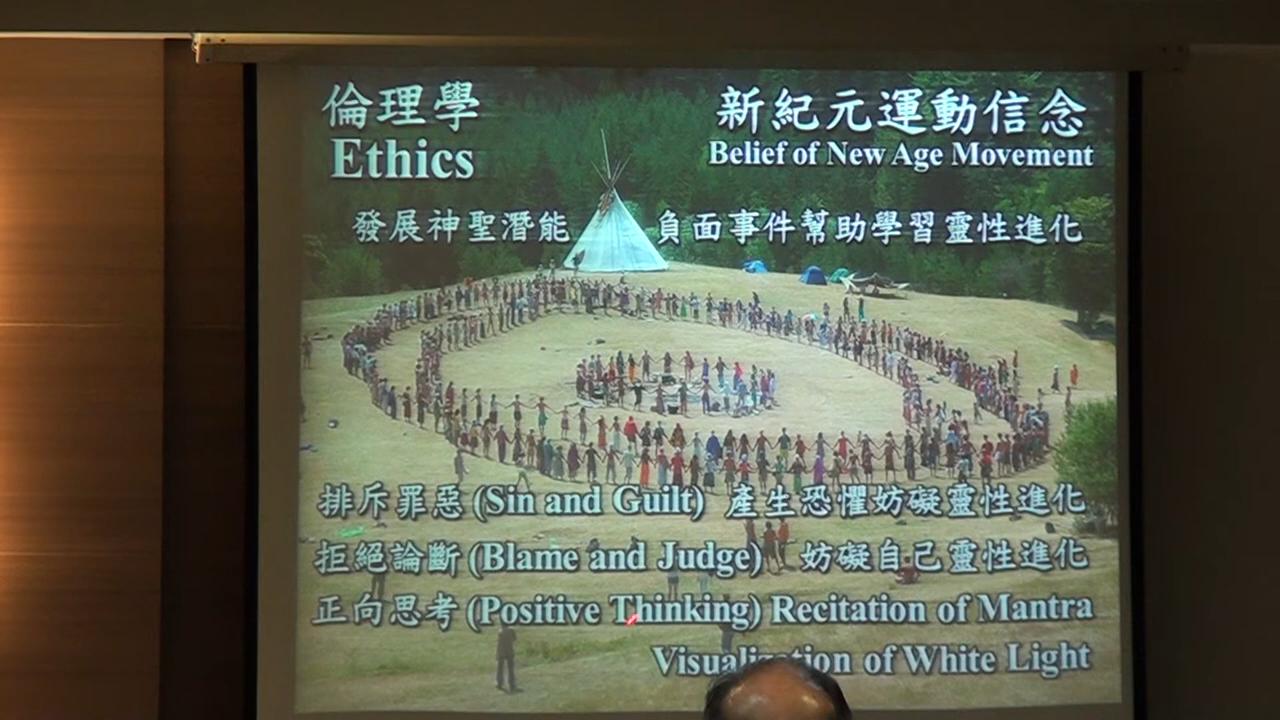 倫理學 新紀元運動信念
Ethics Belief of New Age Movement
發展神聖潛能 負面事件幫助學習靈性進化
排斥罪惡 (Sin and Guilt) 產生恐懼妨礙靈性進化
拒絕論斷 (Blame and Judge) 妨礙自己靈性進化
正向思考 (Positive Thinking) Recitation of Mantra
Visualization of White Light